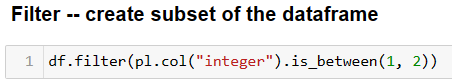 Filter -- create subset of the dataframe
1 df.filter(pl.col("integer").is_between(1, 2))